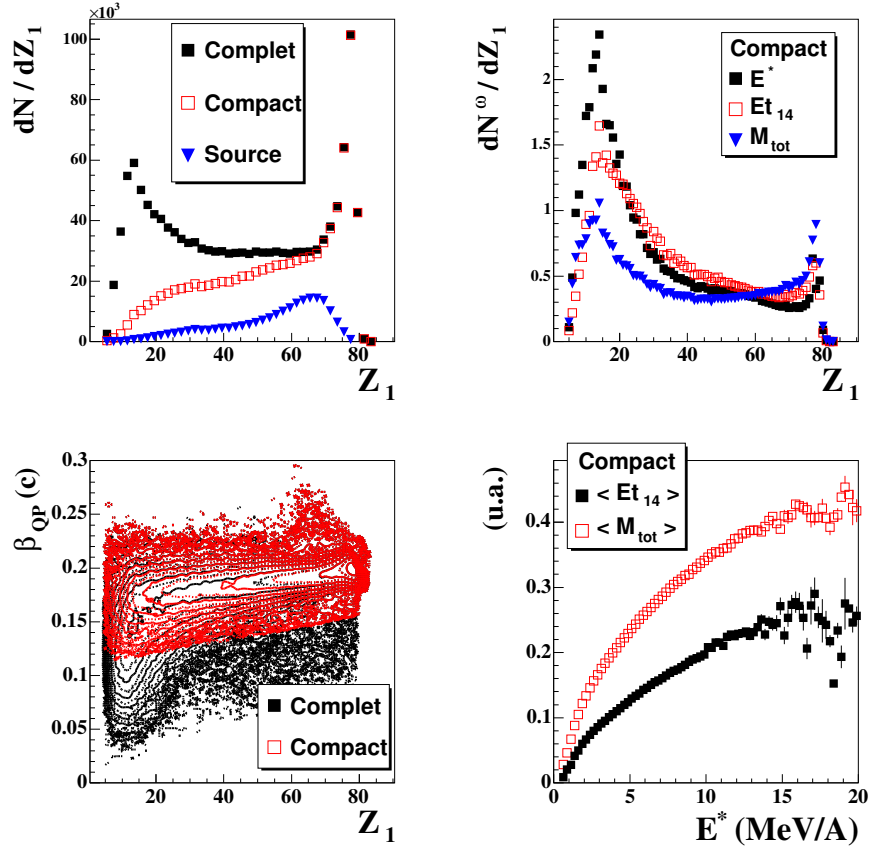 ×10³
dN / dZ₁
100
80
60
40
20
0
Complet
Compact
Source
20 40 60 80
Z₁
dN^ω / dZ₁
2
1.5
1
0.5
0
Compact
E*
Et₁₄
M_tot
20 40 60 80
Z₁
β_QP (c)
0.3
0.25
0.2
0.15
0.1
0.05
0
Complet
Compact
20 40 60 80
Z₁
(u.a.)
0.4
0.3
0.2
0.1
0
Compact
< Et₁₄ >
< M_tot >
0 5 10 15 20
E* (MeV/A)